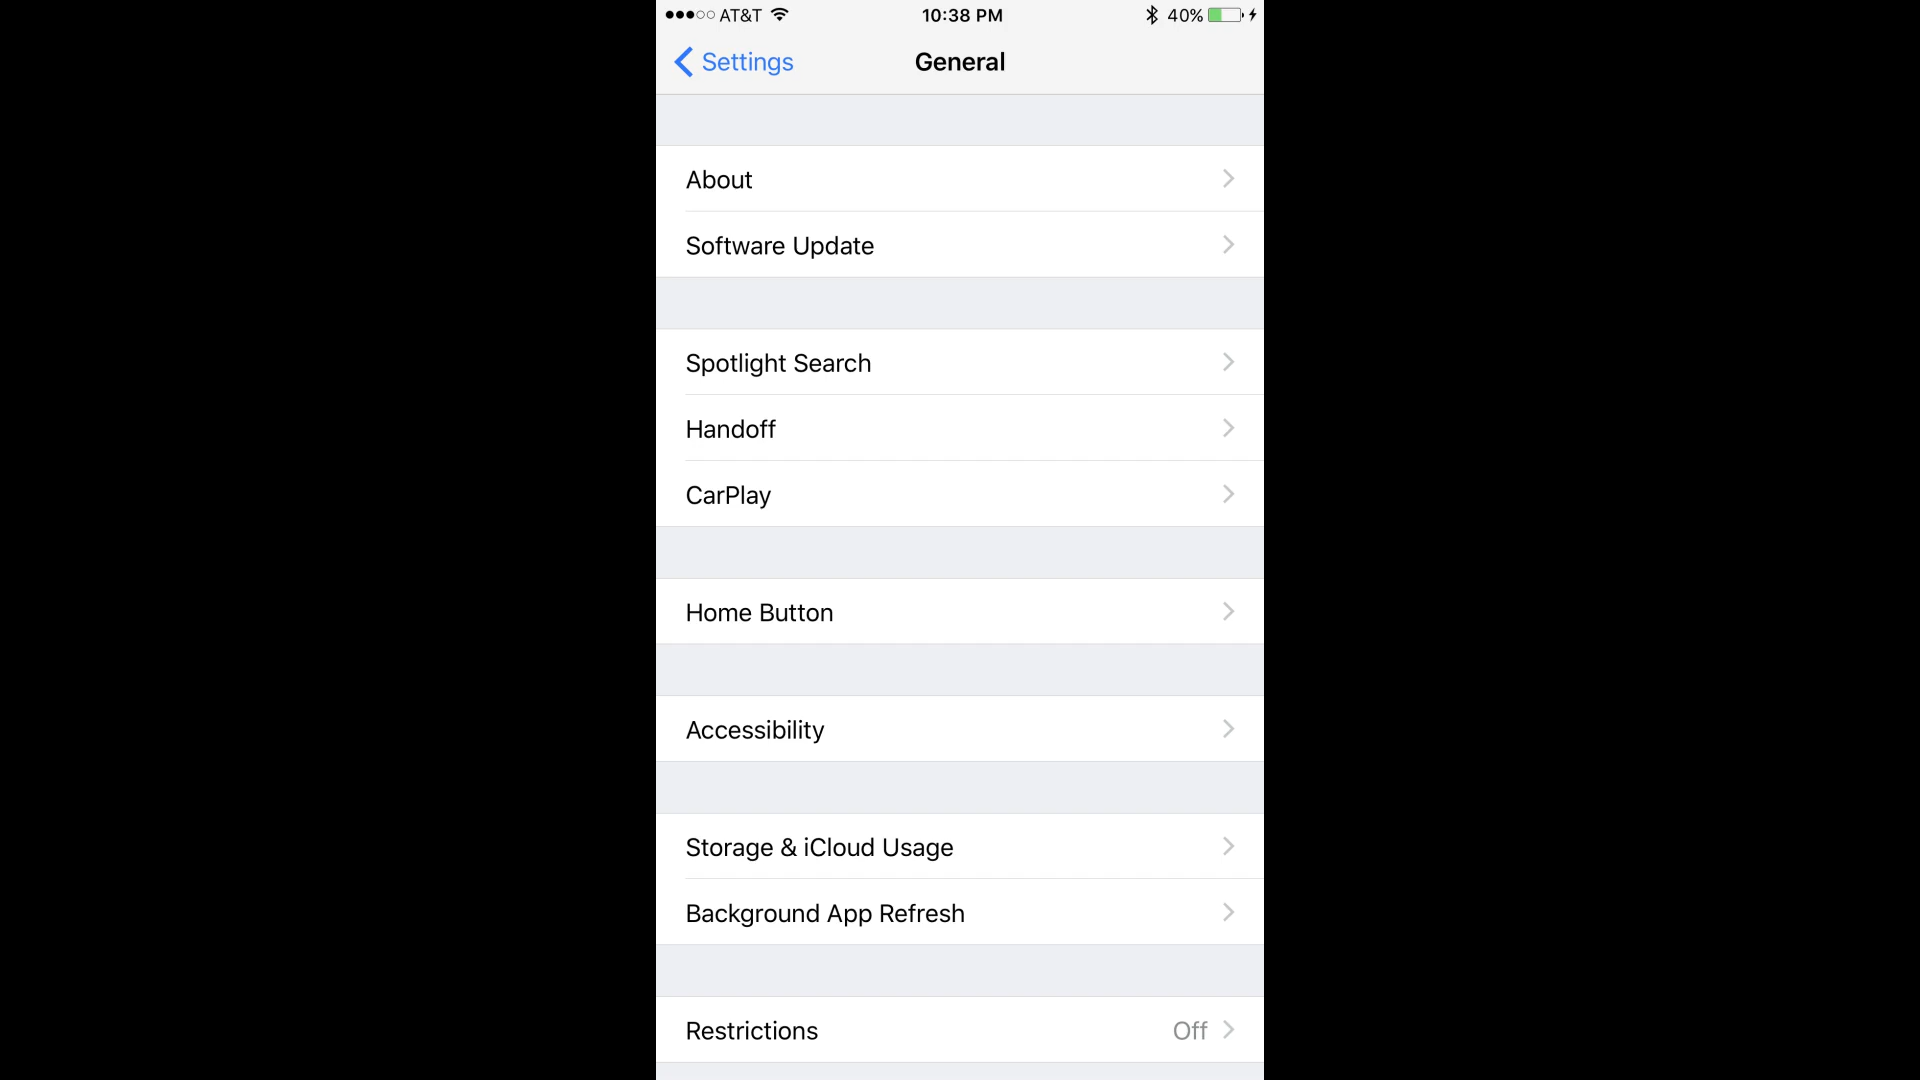 AT&T 10:38 PM 40%
Settings General
About
Software Update
Spotlight Search
Handoff
CarPlay
Home Button
Accessibility
Storage & iCloud Usage
Background App Refresh
Restrictions Off